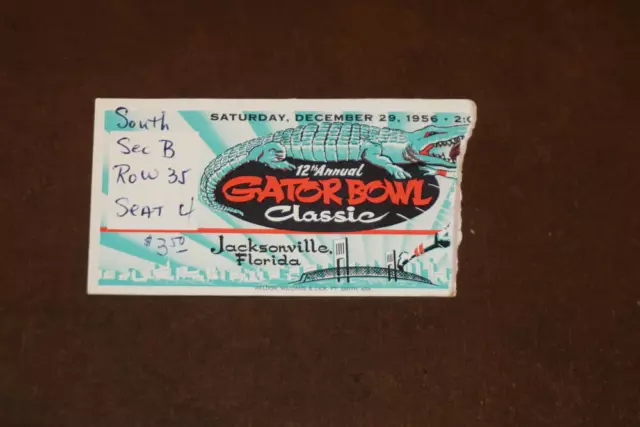 SATURDAY, DECEMBER 29, 1956 • 2:0
South
Sec B
Row 35
Seat 4
$3.50
12th Annual
GATOR BOWL
Classic
Jacksonville,
Florida